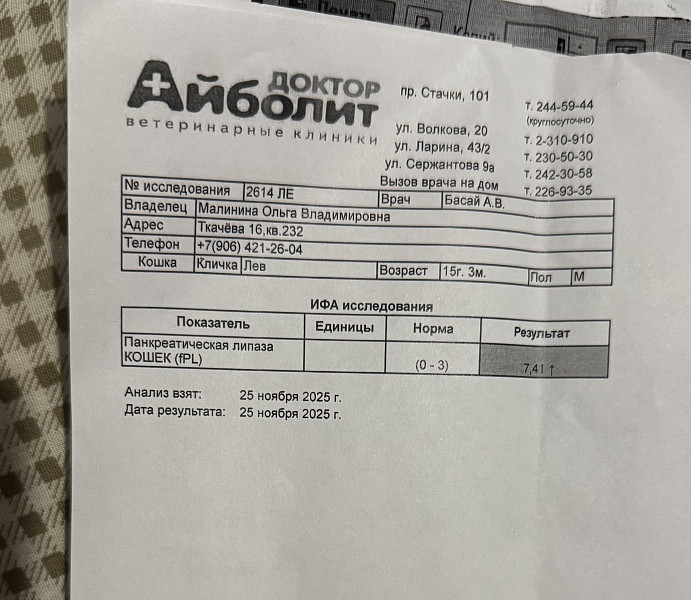 Печать
Копий
ДОКТОР
Айболит
ветеринарные клиники
пр. Стачки, 101
ул. Волкова, 20
ул. Ларина, 43/2
ул. Сержантова 9а
Вызов врача на дом
т. 244-59-44
(круглосуточно)
т. 2-310-910
т. 230-50-30
т. 242-30-58
т. 226-93-35
№ исследования 2614 ЛЕ Врач Басай А.В.
Владелец Малинина Ольга Владимировна
Адрес Ткачёва 16,кв.232
Телефон +7(906) 421-26-04
Кошка Кличка Лев Возраст 15г. 3м. Пол М
ИФА исследования
Показатель Единицы Норма Результат
Панкреатическая липаза
КОШЕК (fPL) (0 - 3) 7,41 ↑
Анализ взят: 25 ноября 2025 г.
Дата результата: 25 ноября 2025 г.